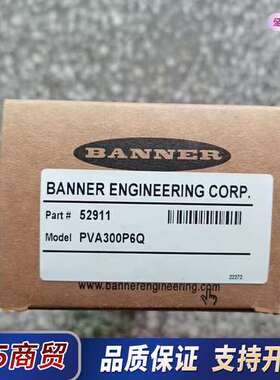 BANNER
BANNER ENGINEERING CORP.
Part # 52911
Model PVA300P6Q
22272
www.bannerengineering.com
5商贸
品质保证 支持开